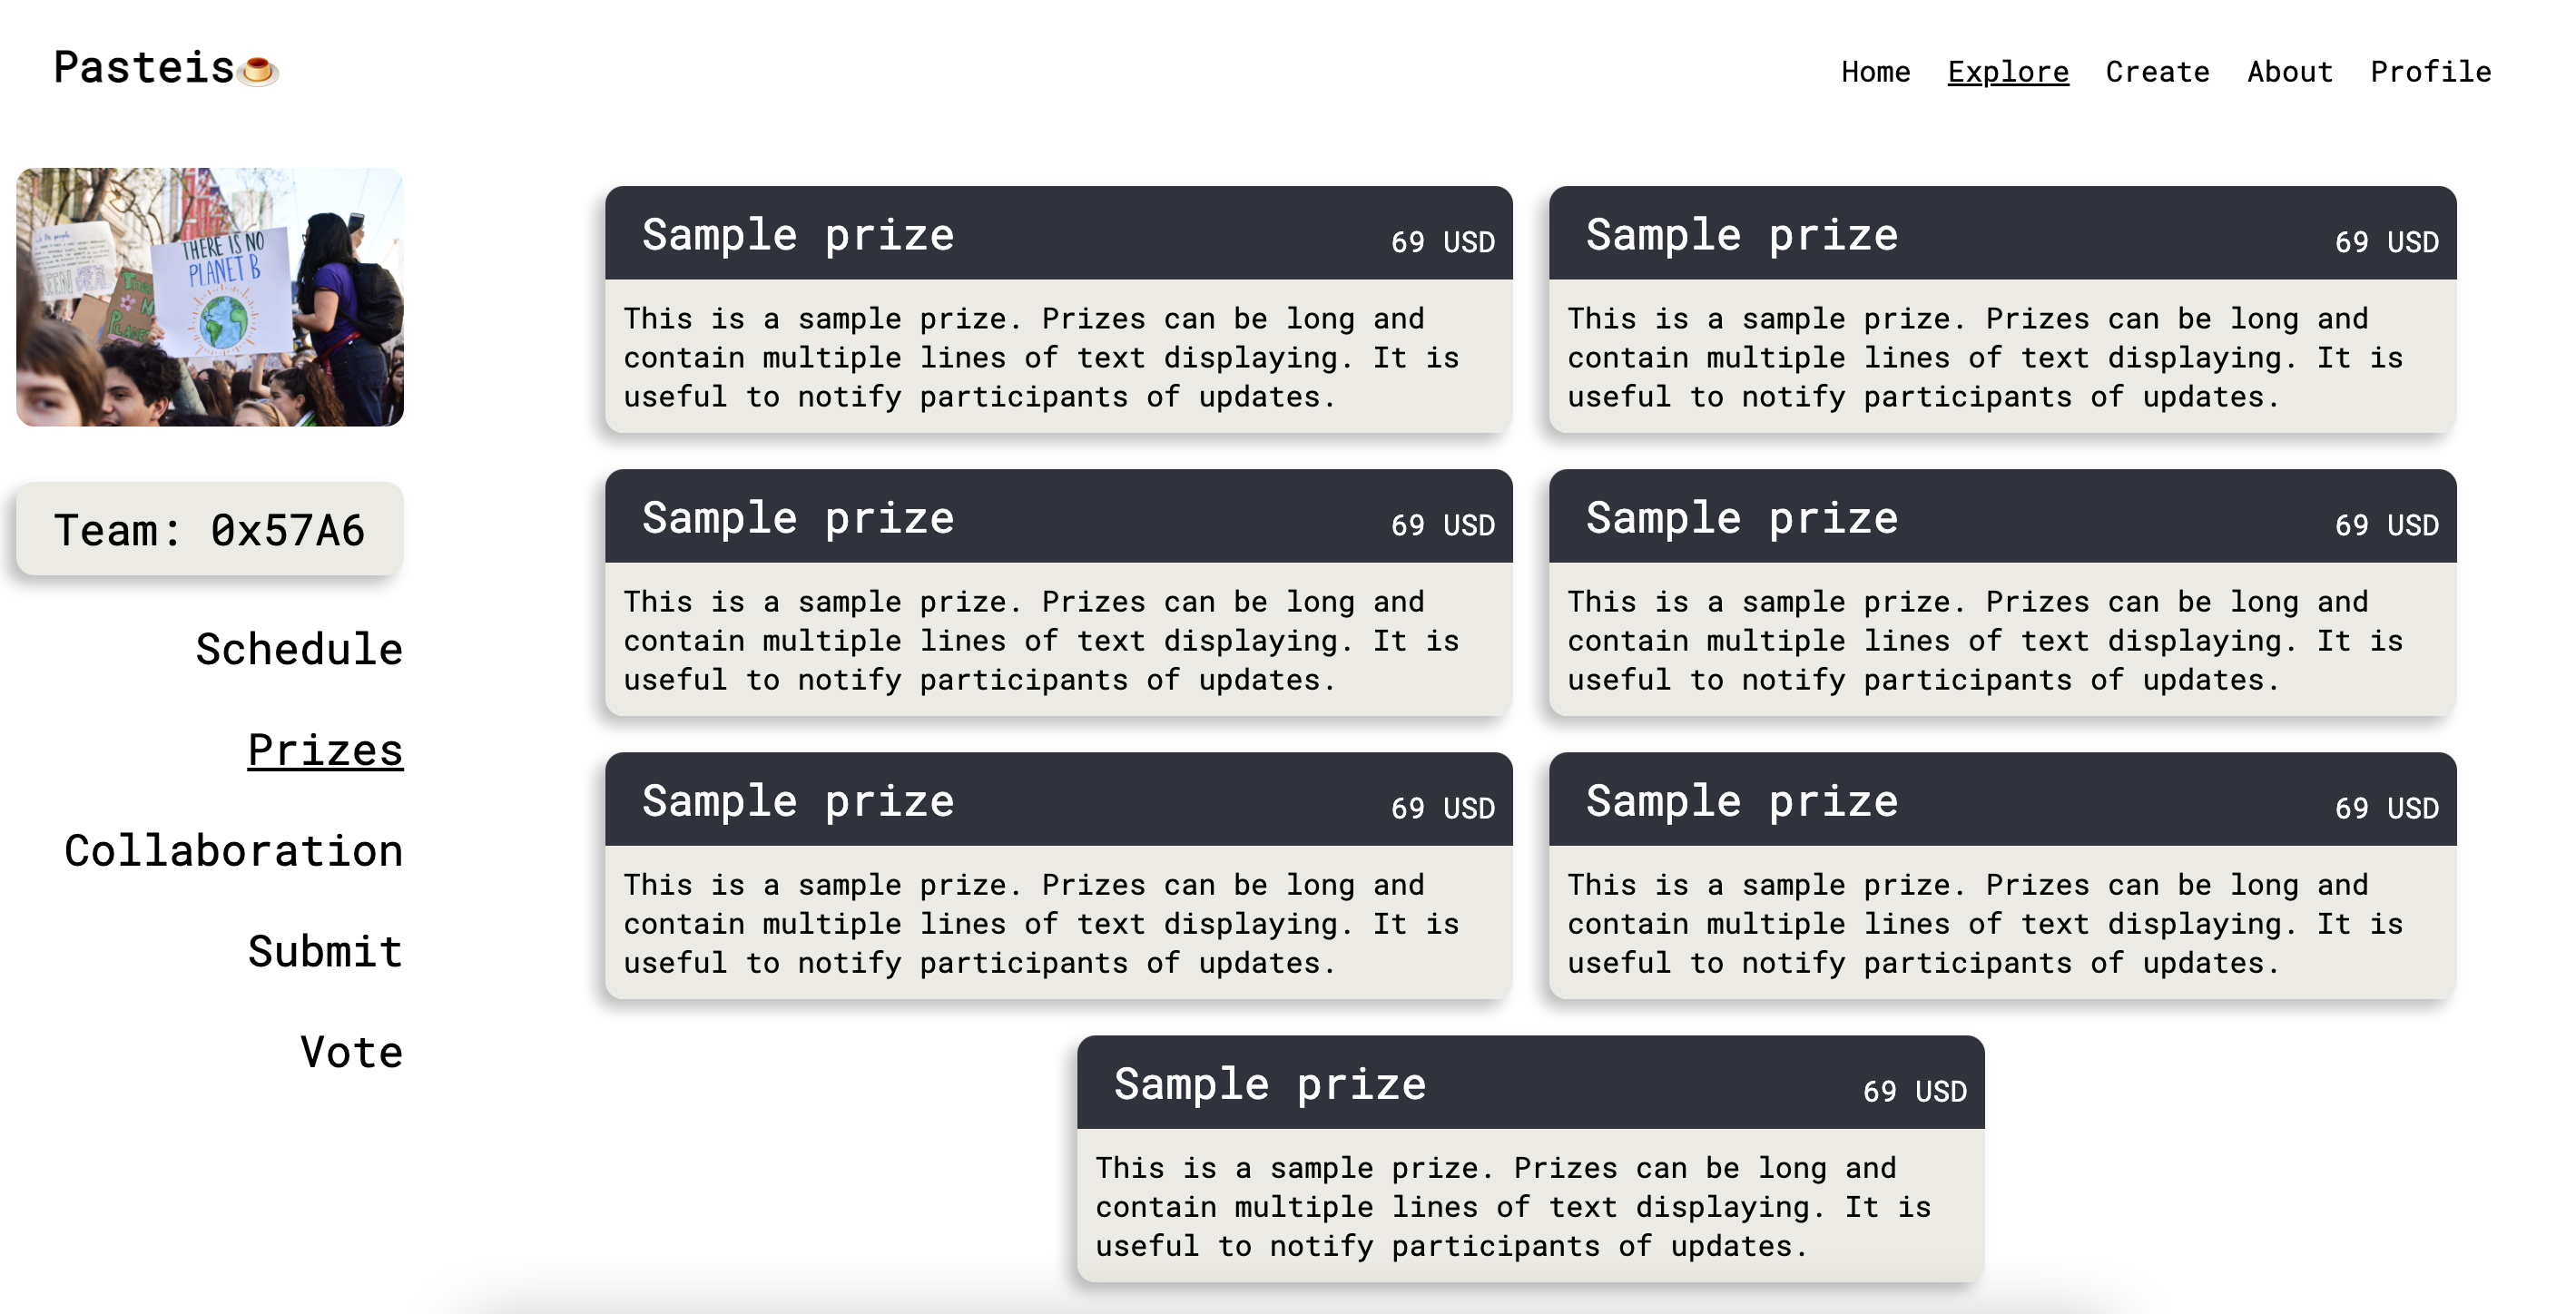 Pasteis
Home Explore Create About Profile
THERE IS NO
PLANET B
Team: 0x57A6
Schedule
Prizes
Collaboration
Submit
Vote
Sample prize 69 USD
This is a sample prize. Prizes can be long and
contain multiple lines of text displaying. It is
useful to notify participants of updates.
Sample prize 69 USD
This is a sample prize. Prizes can be long and
contain multiple lines of text displaying. It is
useful to notify participants of updates.
Sample prize 69 USD
This is a sample prize. Prizes can be long and
contain multiple lines of text displaying. It is
useful to notify participants of updates.
Sample prize 69 USD
This is a sample prize. Prizes can be long and
contain multiple lines of text displaying. It is
useful to notify participants of updates.
Sample prize 69 USD
This is a sample prize. Prizes can be long and
contain multiple lines of text displaying. It is
useful to notify participants of updates.
Sample prize 69 USD
This is a sample prize. Prizes can be long and
contain multiple lines of text displaying. It is
useful to notify participants of updates.
Sample prize 69 USD
This is a sample prize. Prizes can be long and
contain multiple lines of text displaying. It is
useful to notify participants of updates.